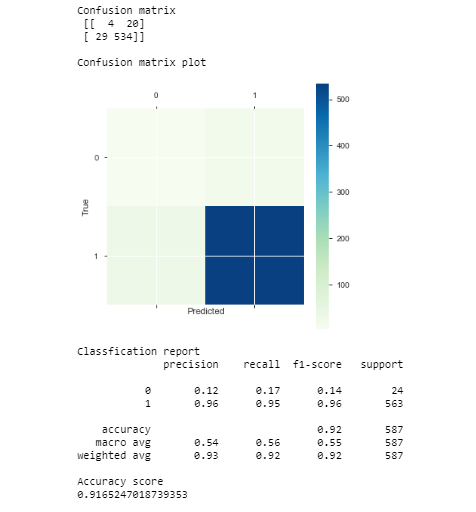 Confusion matrix
[[  4  20]
[ 29 534]]
Confusion matrix plot
0 1
500
400
300
200
100
0
1
True
Predicted
Classfication report
precision recall f1-score support
0 0.12 0.17 0.14 24
1 0.96 0.95 0.96 563
accuracy 0.92 587
macro avg 0.54 0.56 0.55 587
weighted avg 0.93 0.92 0.92 587
Accuracy score
0.9165247018739353